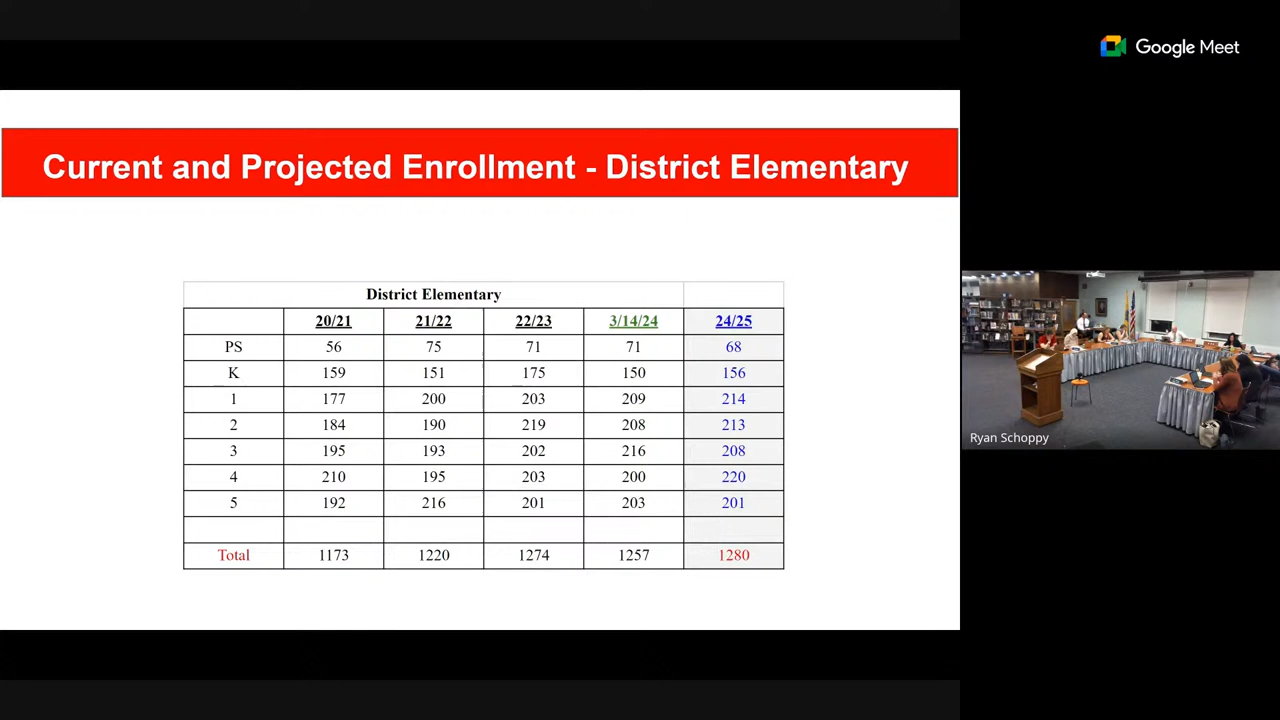 Google Meet
Current and Projected Enrollment - District Elementary
District Elementary
20/21 21/22 22/23 3/14/24 24/25
PS 56 75 71 71 68
K 159 151 175 150 156
1 177 200 203 209 214
2 184 190 219 208 213
3 195 193 202 216 208
4 210 195 203 200 220
5 192 216 201 203 201
Total 1173 1220 1274 1257 1280
Ryan Schoppy